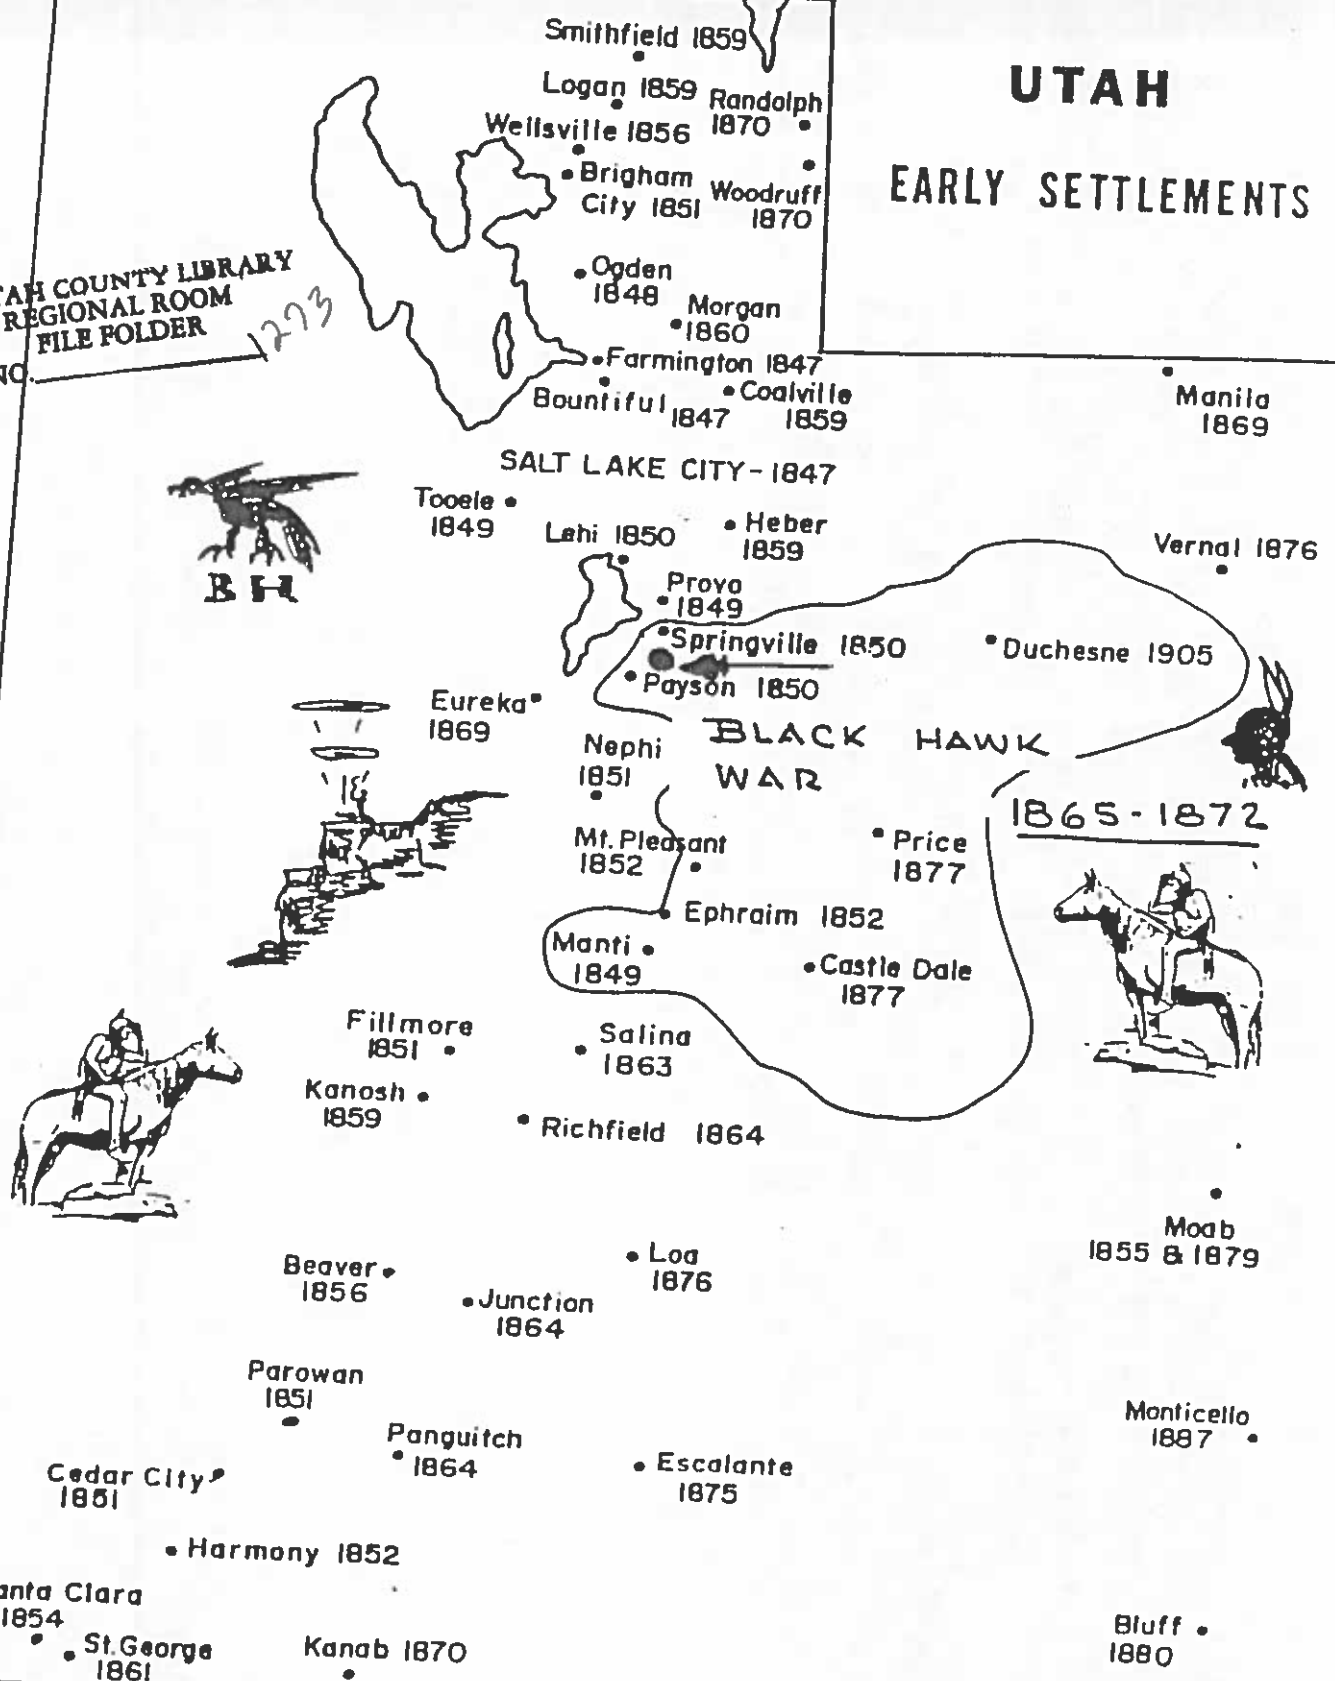 UTAH
EARLY SETTLEMENTS
Smithfield 1859
Logan 1859
Randolph
1870
Wellsville 1856
Brigham
City 1851
Woodruff
1870
TAH COUNTY LIBRARY
REGIONAL ROOM
FILE FOLDER
NO. 1273
Ogden
1848
Morgan
1860
Farmington 1847
Bountiful 1847
Coalville
1859
Manila
1869
SALT LAKE CITY - 1847
Tooele
1849
Lehi 1850
Heber
1859
Vernal 1876
B H
Provo
1849
Springville 1850
Duchesne 1905
Payson 1850
Eureka
1869
BLACK HAWK
WAR
1865 - 1872
Nephi
1851
Mt. Pleasant
1852
Price
1877
Ephraim 1852
Manti
1849
Castle Dale
1877
Fillmore
1851
Salina
1863
Kanosh
1859
Richfield 1864
Moab
1855 & 1879
Loa
1876
Beaver
1856
Junction
1864
Parowan
1851
Panguitch
1864
Monticello
1887
Escalante
1875
Cedar City
1851
Harmony 1852
anta Clara
1854
St. George
1861
Kanab 1870
Bluff
1880